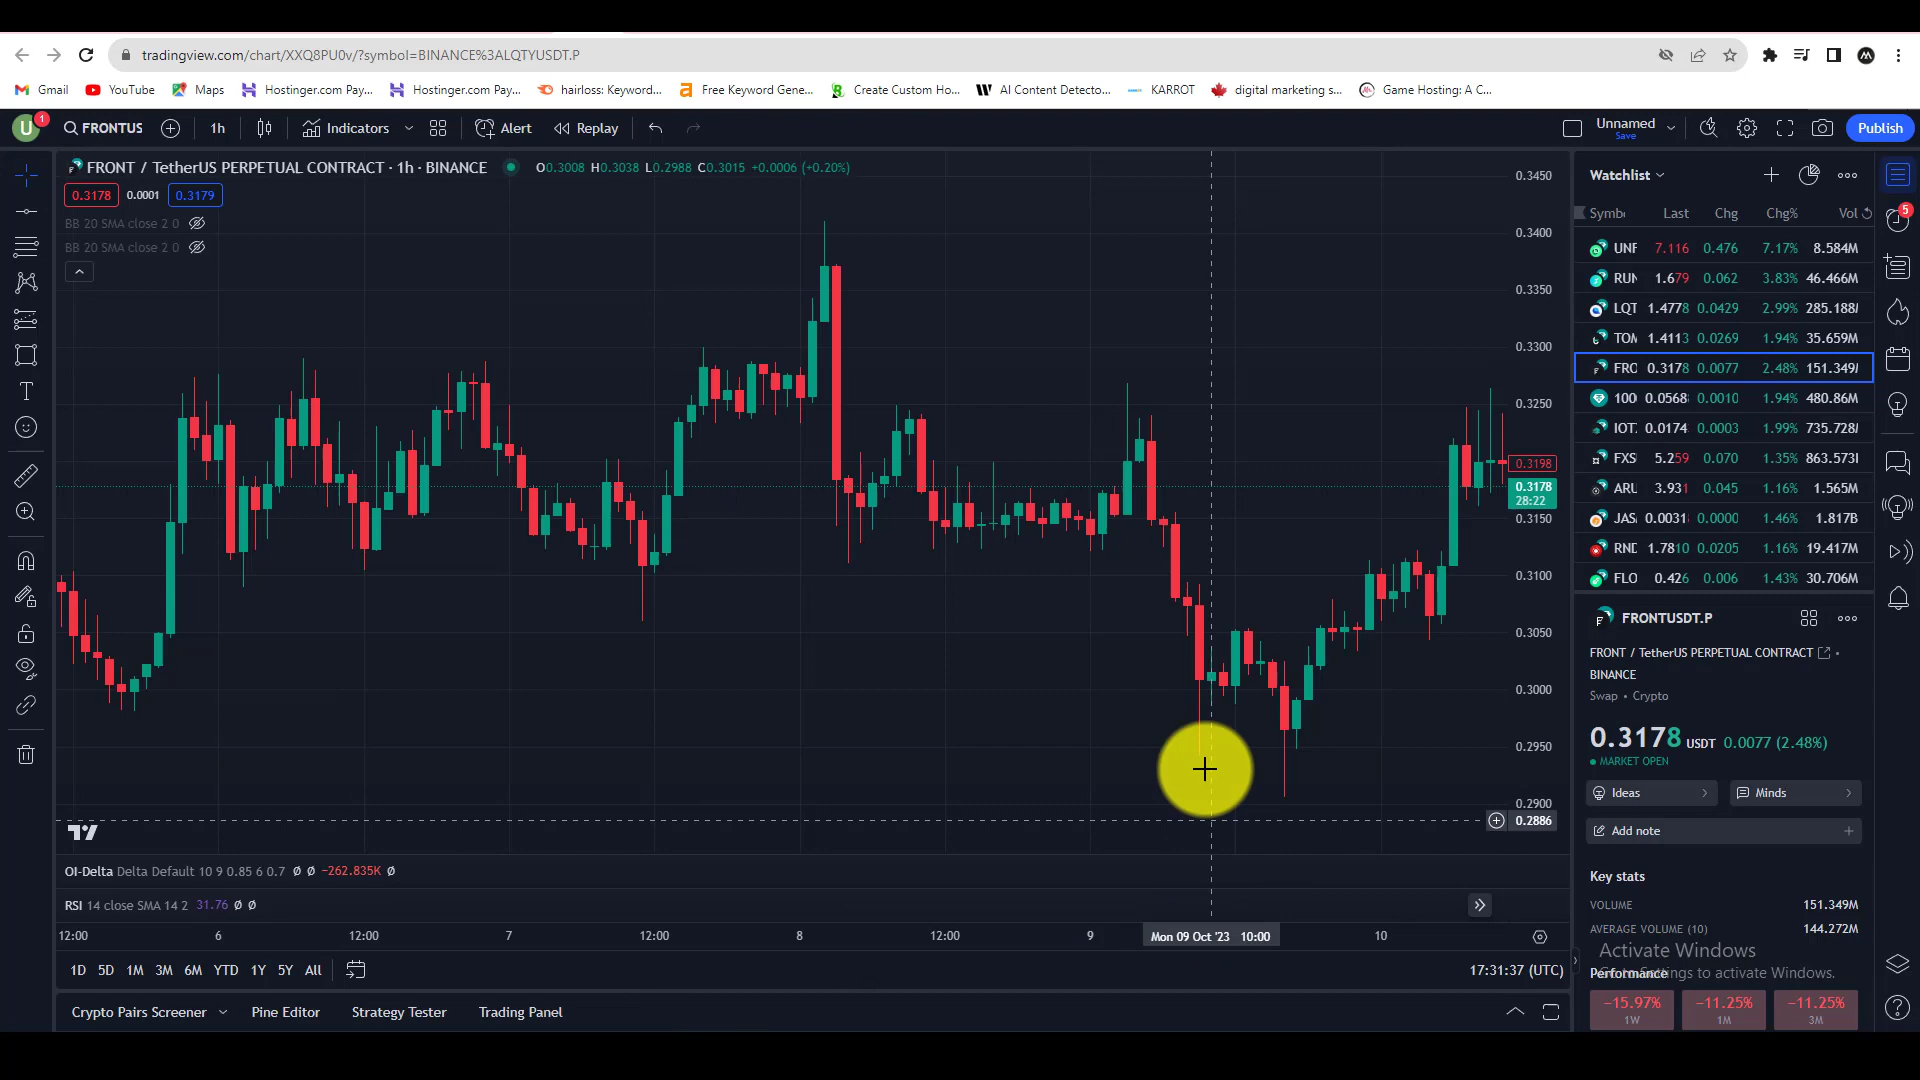 tradingview.com/chart/XXQ8PU0v/?symbol=BINANCE%3ALQTYUSDT.P
Gmail YouTube Maps Hostinger.com Pay... Hostinger.com Pay... hairloss: Keyword... Free Keyword Gene... Create Custom Ho... AI Content Detecto... KARROT digital marketing s... Game Hosting: A C...
U 1 FRONTUS 1h Indicators Alert Replay Unnamed Save Publish
FRONT / TetherUS PERPETUAL CONTRACT · 1h · BINANCE O0.3008 H0.3038 L0.2988 C0.3015 +0.0006 (+0.20%)
0.3178 0.0001 0.3179
BB 20 SMA close 2 0
BB 20 SMA close 2 0
0.3450
0.3400
0.3350
0.3300
0.3250
0.3198
0.3178
28:22
0.3150
0.3100
0.3050
0.3000
0.2950
0.2900
0.2886
OI-Delta Delta Default 10 9 0.85 6 0.7 Ø Ø −262.835K Ø
RSI 14 close SMA 14 2 31.76 Ø Ø
12:00 6 12:00 7 12:00 8 12:00 9 Mon 09 Oct '23 10:00 10
1D 5D 1M 3M 6M YTD 1Y 5Y All 17:31:37 (UTC)
Crypto Pairs Screener Pine Editor Strategy Tester Trading Panel
Watchlist
Symb Last Chg Chg% Vol
UNF 7.116 0.476 7.17% 8.584M
RUN 1.679 0.062 3.83% 46.466M
LQT 1.4778 0.0429 2.99% 285.188
TOM 1.4113 0.0269 1.94% 35.659M
FRO 0.3178 0.0077 2.48% 151.349
100 0.0568 0.0010 1.94% 480.86M
IOT 0.0174 0.0003 1.99% 735.728
FXS 5.259 0.070 1.35% 863.573
ARU 3.931 0.045 1.16% 1.565M
JAS 0.0031 0.0000 1.46% 1.817B
RND 1.7810 0.0205 1.16% 19.417M
FLO 0.426 0.006 1.43% 30.706M
5
FRONTUSDT.P
FRONT / TetherUS PERPETUAL CONTRACT •
BINANCE
Swap • Crypto
0.3178 USDT 0.0077 (2.48%)
MARKET OPEN
Ideas Minds
Add note
Key stats
VOLUME 151.349M
AVERAGE VOLUME (10) 144.272M
Activate Windows
Performance
Go to Settings to activate Windows.
−15.97% −11.25% −11.25%
1W 1M 3M